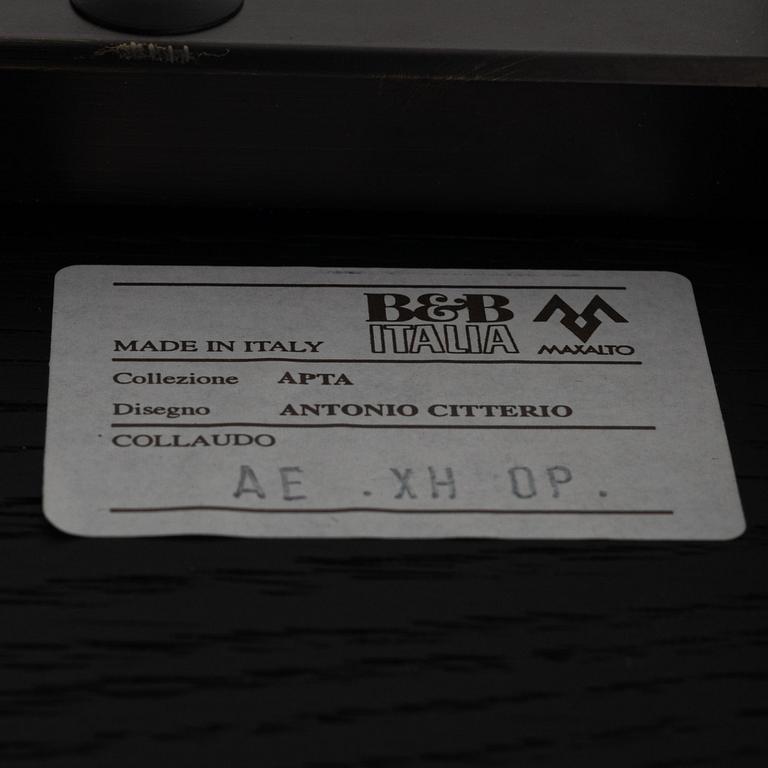 B&B
ITALIA
MAXALTO
MADE IN ITALY
Collezione APTA
Disegno ANTONIO CITTERIO
COLLAUDO
AE .XH OP.